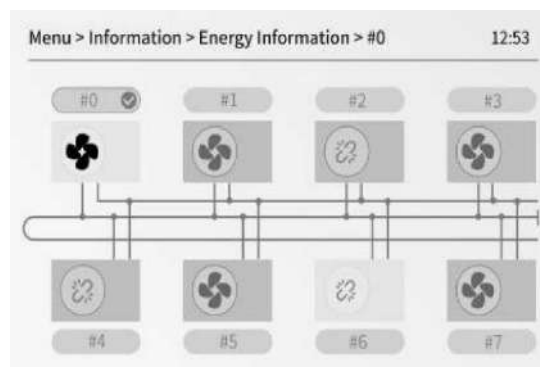 Menu > Information > Energy Information > #0 12:53
#0 #1 #2 #3
#4 #5 #6 #7